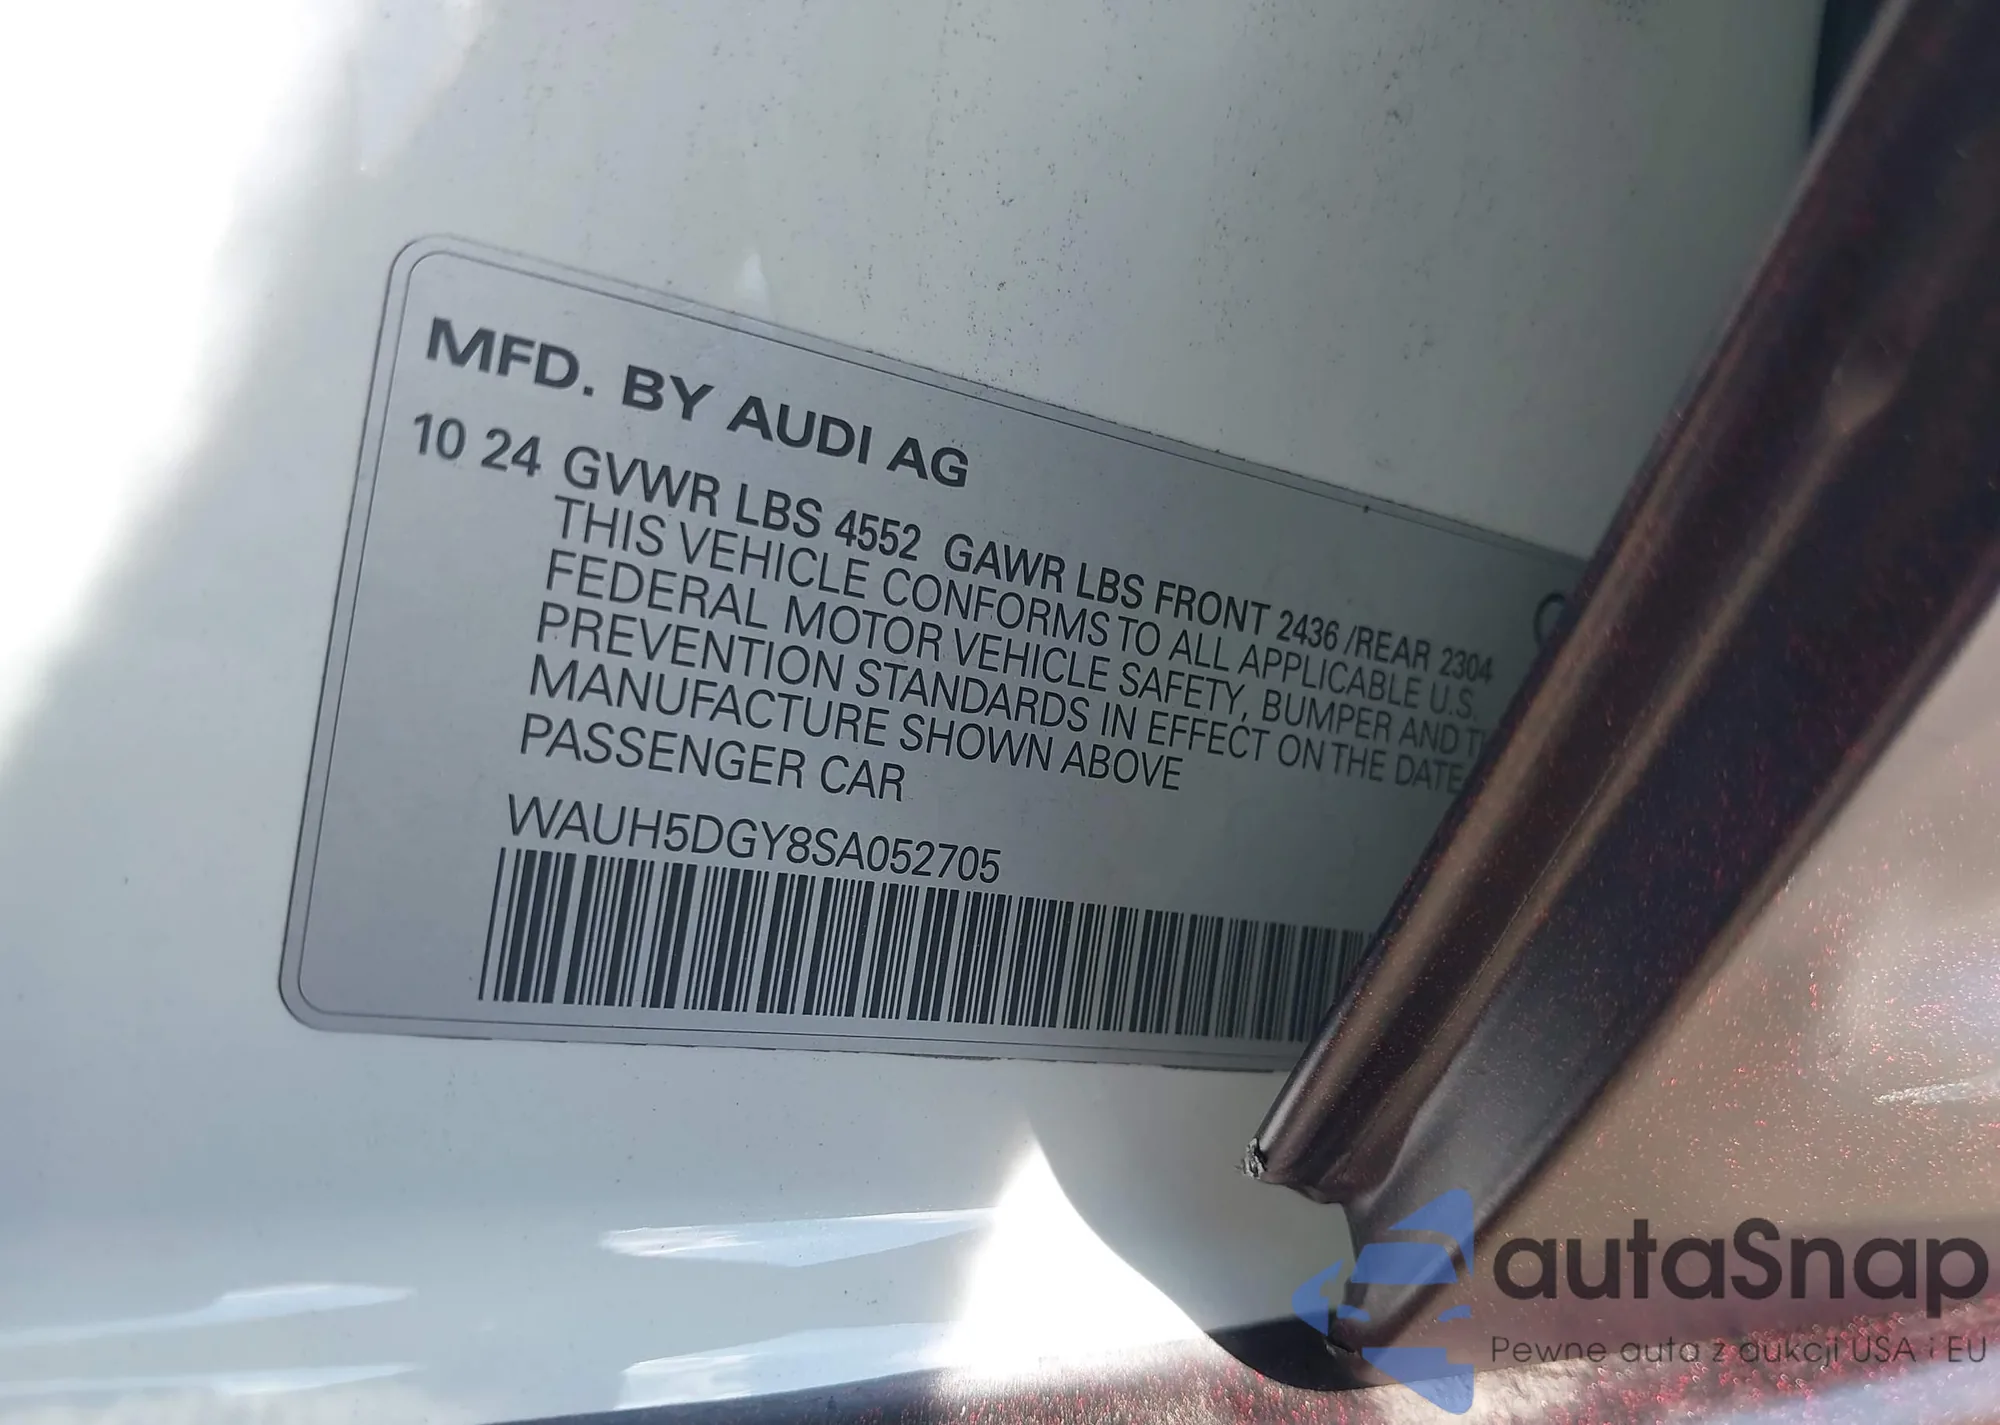 MFD. BY AUDI AG
10 24 GVWR LBS 4552 GAWR LBS FRONT 2436 /REAR 2304
THIS VEHICLE CONFORMS TO ALL APPLICABLE U.S.
FEDERAL MOTOR VEHICLE SAFETY, BUMPER AND
PREVENTION STANDARDS IN EFFECT ON THE DATE
MANUFACTURE SHOWN ABOVE
PASSENGER CAR
WAUH5DGY8SA052705
autaSnap
Pewne auta z aukcji USA i EU